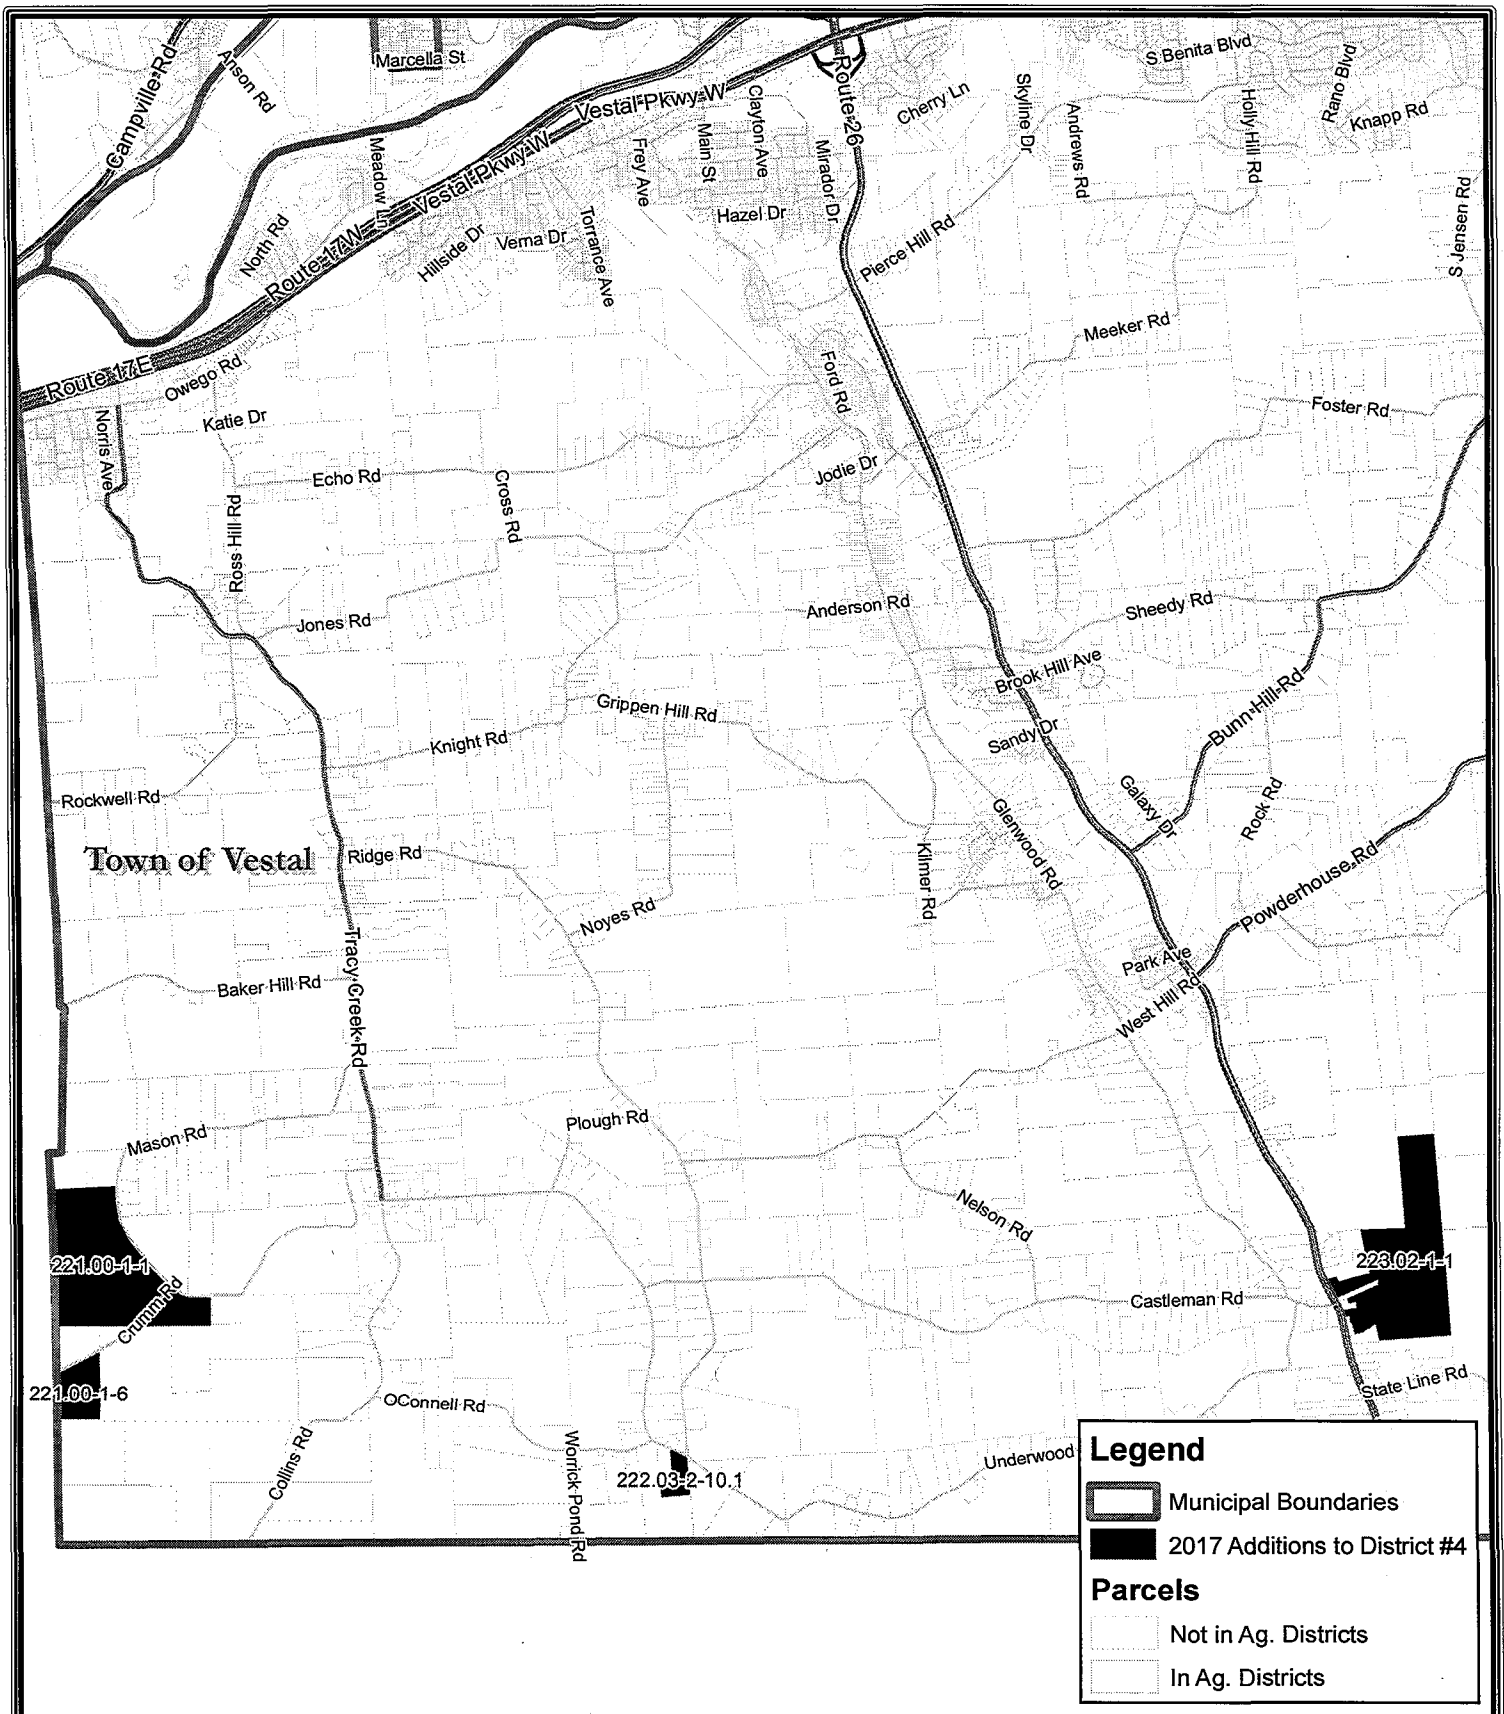 Campville Rd
Anson Rd
Marcella St
Vestal Pkwy W
Route 26
Cherry Ln
Skyline Dr
S Benita Blvd
Rano Blvd
Knapp Rd
Holly Hill Rd
Andrews Rd
S Jensen Rd
Clayton Ave
Main St
Mirador Dr
Frey Ave
Meadow Ln
Vestal Pkwy W
Hazel Dr
Torrance Ave
Verna Dr
Hillside Dr
North Rd
Route 17W
Pierce Hill Rd
Meeker Rd
Route 17E
Owego Rd
Ford Rd
Foster Rd
Katie Dr
Norris Ave
Echo Rd
Cross Rd
Jodie Dr
Ross Hill Rd
Jones Rd
Anderson Rd
Sheedy Rd
Brook Hill Ave
Grippen Hill Rd
Bunn Hill Rd
Knight Rd
Sandy Dr
Rockwell Rd
Galaxy Dr
Rock Rd
Glenwood Rd
Town of Vestal
Ridge Rd
Kilmer Rd
Powderhouse Rd
Noyes Rd
Tracy Creek Rd
Park Ave
Baker Hill Rd
West Hill Rd
Plough Rd
Mason Rd
Nelson Rd
221.00-1-1
223.02-1-1
Crumm Rd
Castleman Rd
221.00-1-6
OConnell Rd
State Line Rd
Collins Rd
Worrick Pond Rd
222.03-2-10.1
Underwood
Legend
Municipal Boundaries
2017 Additions to District #4
Parcels
Not in Ag. Districts
In Ag. Districts